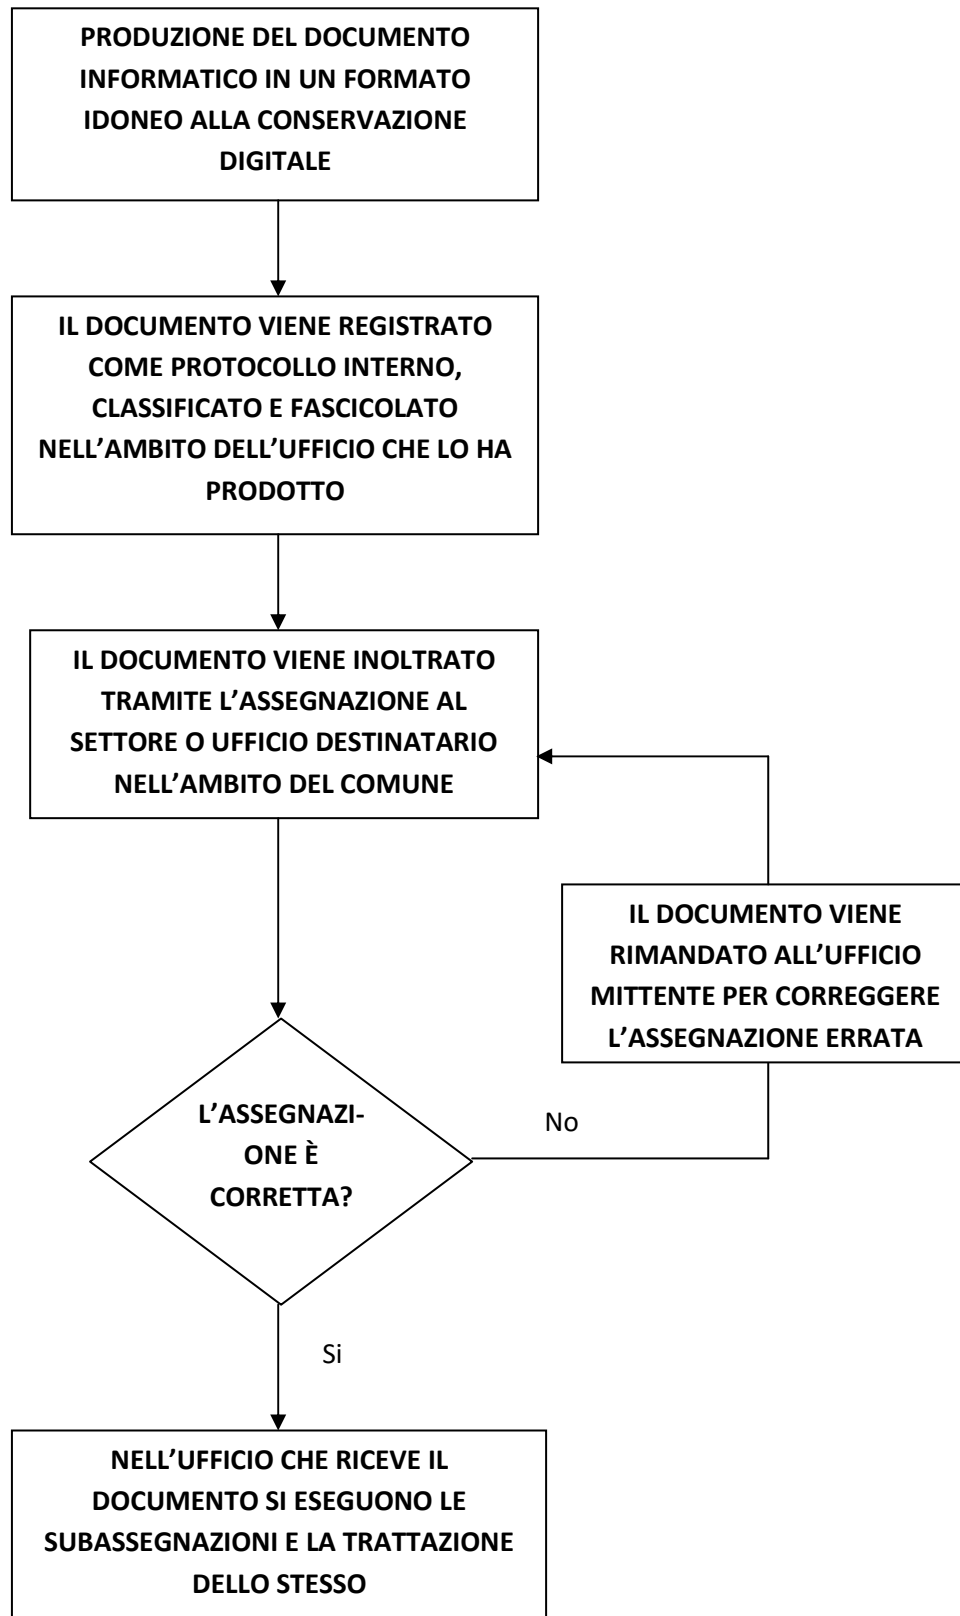 PRODUZIONE DEL DOCUMENTO
INFORMATICO IN UN FORMATO
IDONEO ALLA CONSERVAZIONE
DIGITALE
IL DOCUMENTO VIENE REGISTRATO
COME PROTOCOLLO INTERNO,
CLASSIFICATO E FASCICOLATO
NELL’AMBITO DELL’UFFICIO CHE LO HA
PRODOTTO
IL DOCUMENTO VIENE INOLTRATO
TRAMITE L’ASSEGNAZIONE AL
SETTORE O UFFICIO DESTINATARIO
NELL’AMBITO DEL COMUNE
IL DOCUMENTO VIENE
RIMANDATO ALL’UFFICIO
MITTENTE PER CORREGGERE
L’ASSEGNAZIONE ERRATA
L’ASSEGNAZI-
ONE È
CORRETTA?
No
Si
NELL’UFFICIO CHE RICEVE IL
DOCUMENTO SI ESEGUONO LE
SUBASSEGNAZIONI E LA TRATTAZIONE
DELLO STESSO